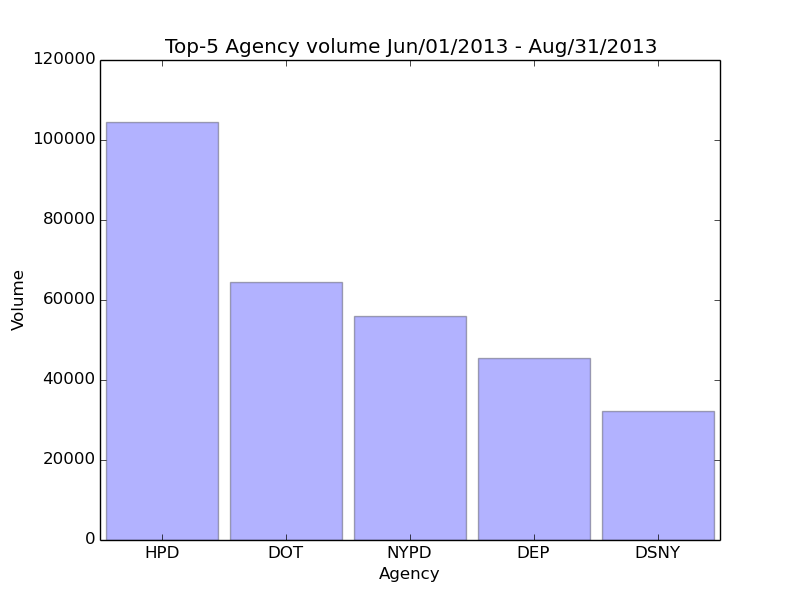 Top-5 Agency volume Jun/01/2013 - Aug/31/2013
120000
100000
80000
60000
40000
20000
0
Volume
HPD DOT NYPD DEP DSNY
Agency